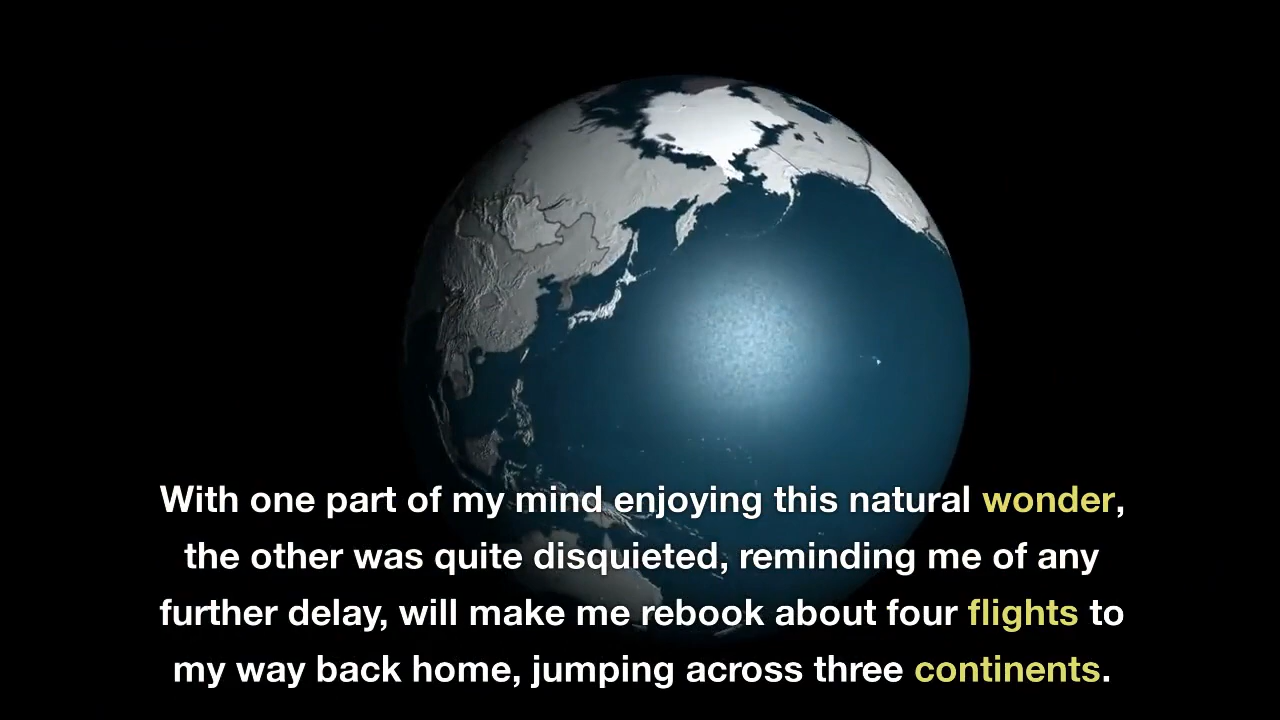 With one part of my mind enjoying this natural wonder,
the other was quite disquieted, reminding me of any
further delay, will make me rebook about four flights to
my way back home, jumping across three continents.